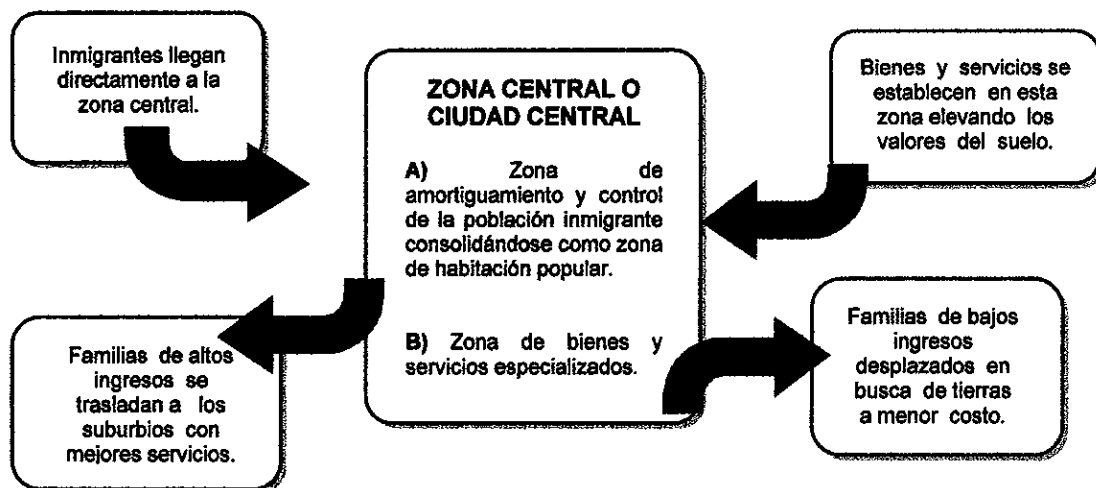 Inmigrantes llegan
directamente a la
zona central.
ZONA CENTRAL O
CIUDAD CENTRAL
A) Zona de
amortiguamiento y control
de la población inmigrante
consolidándose como zona
de habitación popular.
B) Zona de bienes y
servicios especializados.
Bienes y servicios se
establecen en esta
zona elevando los
valores del suelo.
Familias de altos
ingresos se
trasladan a los
suburbios con
mejores servicios.
Familias de bajos
ingresos
desplazados en
busca de tierras
a menor costo.